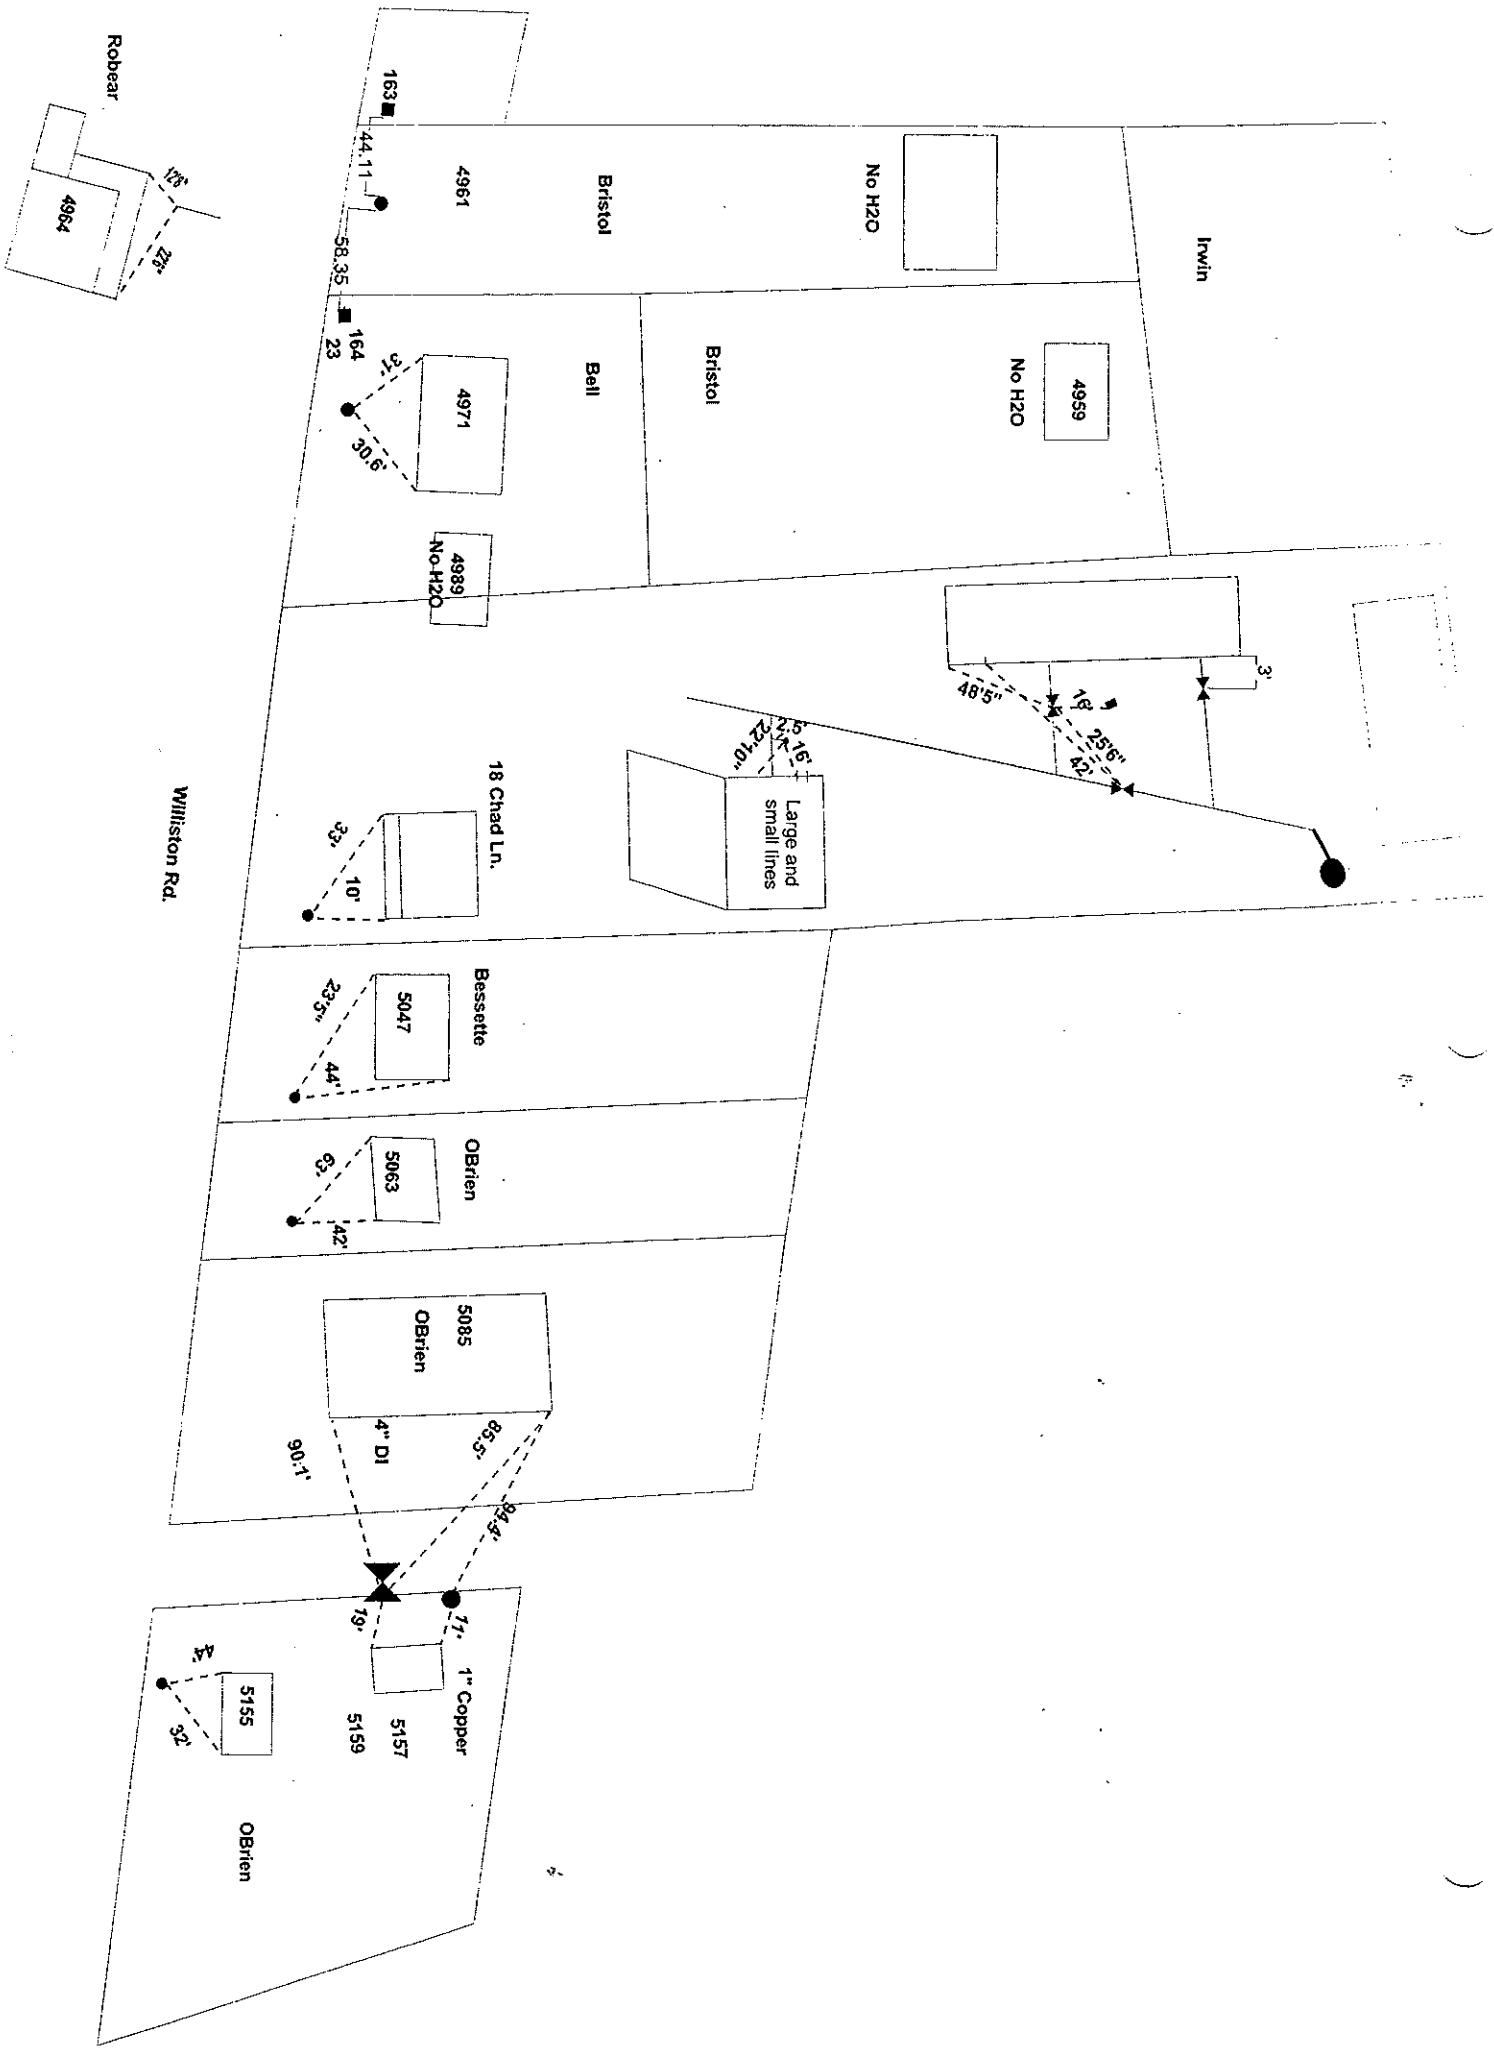 Robear
4964
12'8"
22'6"
163
44.11
4961
Bristol
No H2O
Irwin
58.35
164
23
31'
30.6'
4971
Bell
Bristol
No H2O
4959
4989
No H2O
48'5"
16'
25'6"
42'
3'
2.5'
16'
22'10"
Large and
small lines
18 Chad Ln.
33'
10'
Williston Rd.
Bessette
5047
23'5"
44'
OBrien
5063
63'
42'
5085
OBrien
4" DI
90.1'
85.5'
94.4'
19'
11'
1" Copper
5157
5159
5155
32'
OBrien